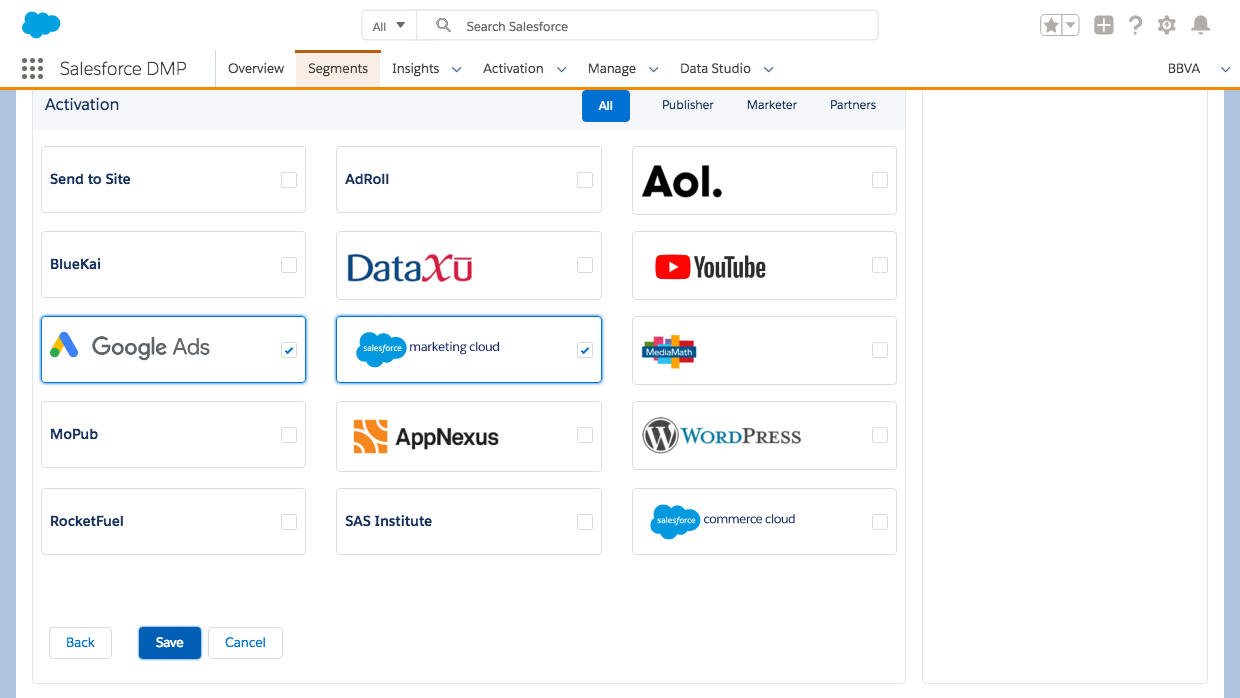 All
Search Salesforce
Salesforce DMP
Overview
Segments
Insights
Activation
Manage
Data Studio
BBVA
Activation
All
Publisher
Marketer
Partners
Send to Site
AdRoll
Aol.
BlueKai
DataXu
YouTube
Google Ads
salesforce marketing cloud
MediaMath
MoPub
AppNexus
WORDPRESS
RocketFuel
SAS Institute
salesforce commerce cloud
Back
Save
Cancel